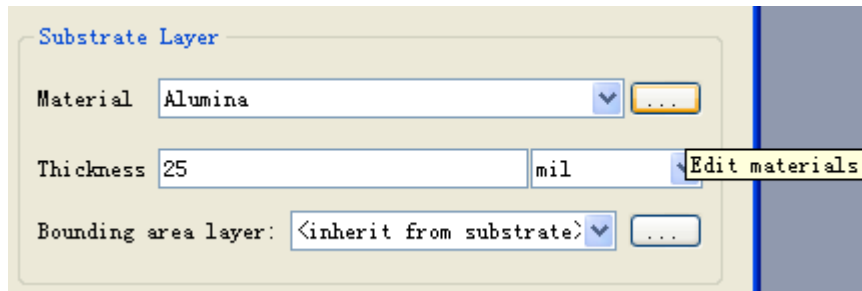 Substrate Layer
Material Alumina ...
Thickness 25 mil Edit materials
Bounding area layer: <inherit from substrate> ...